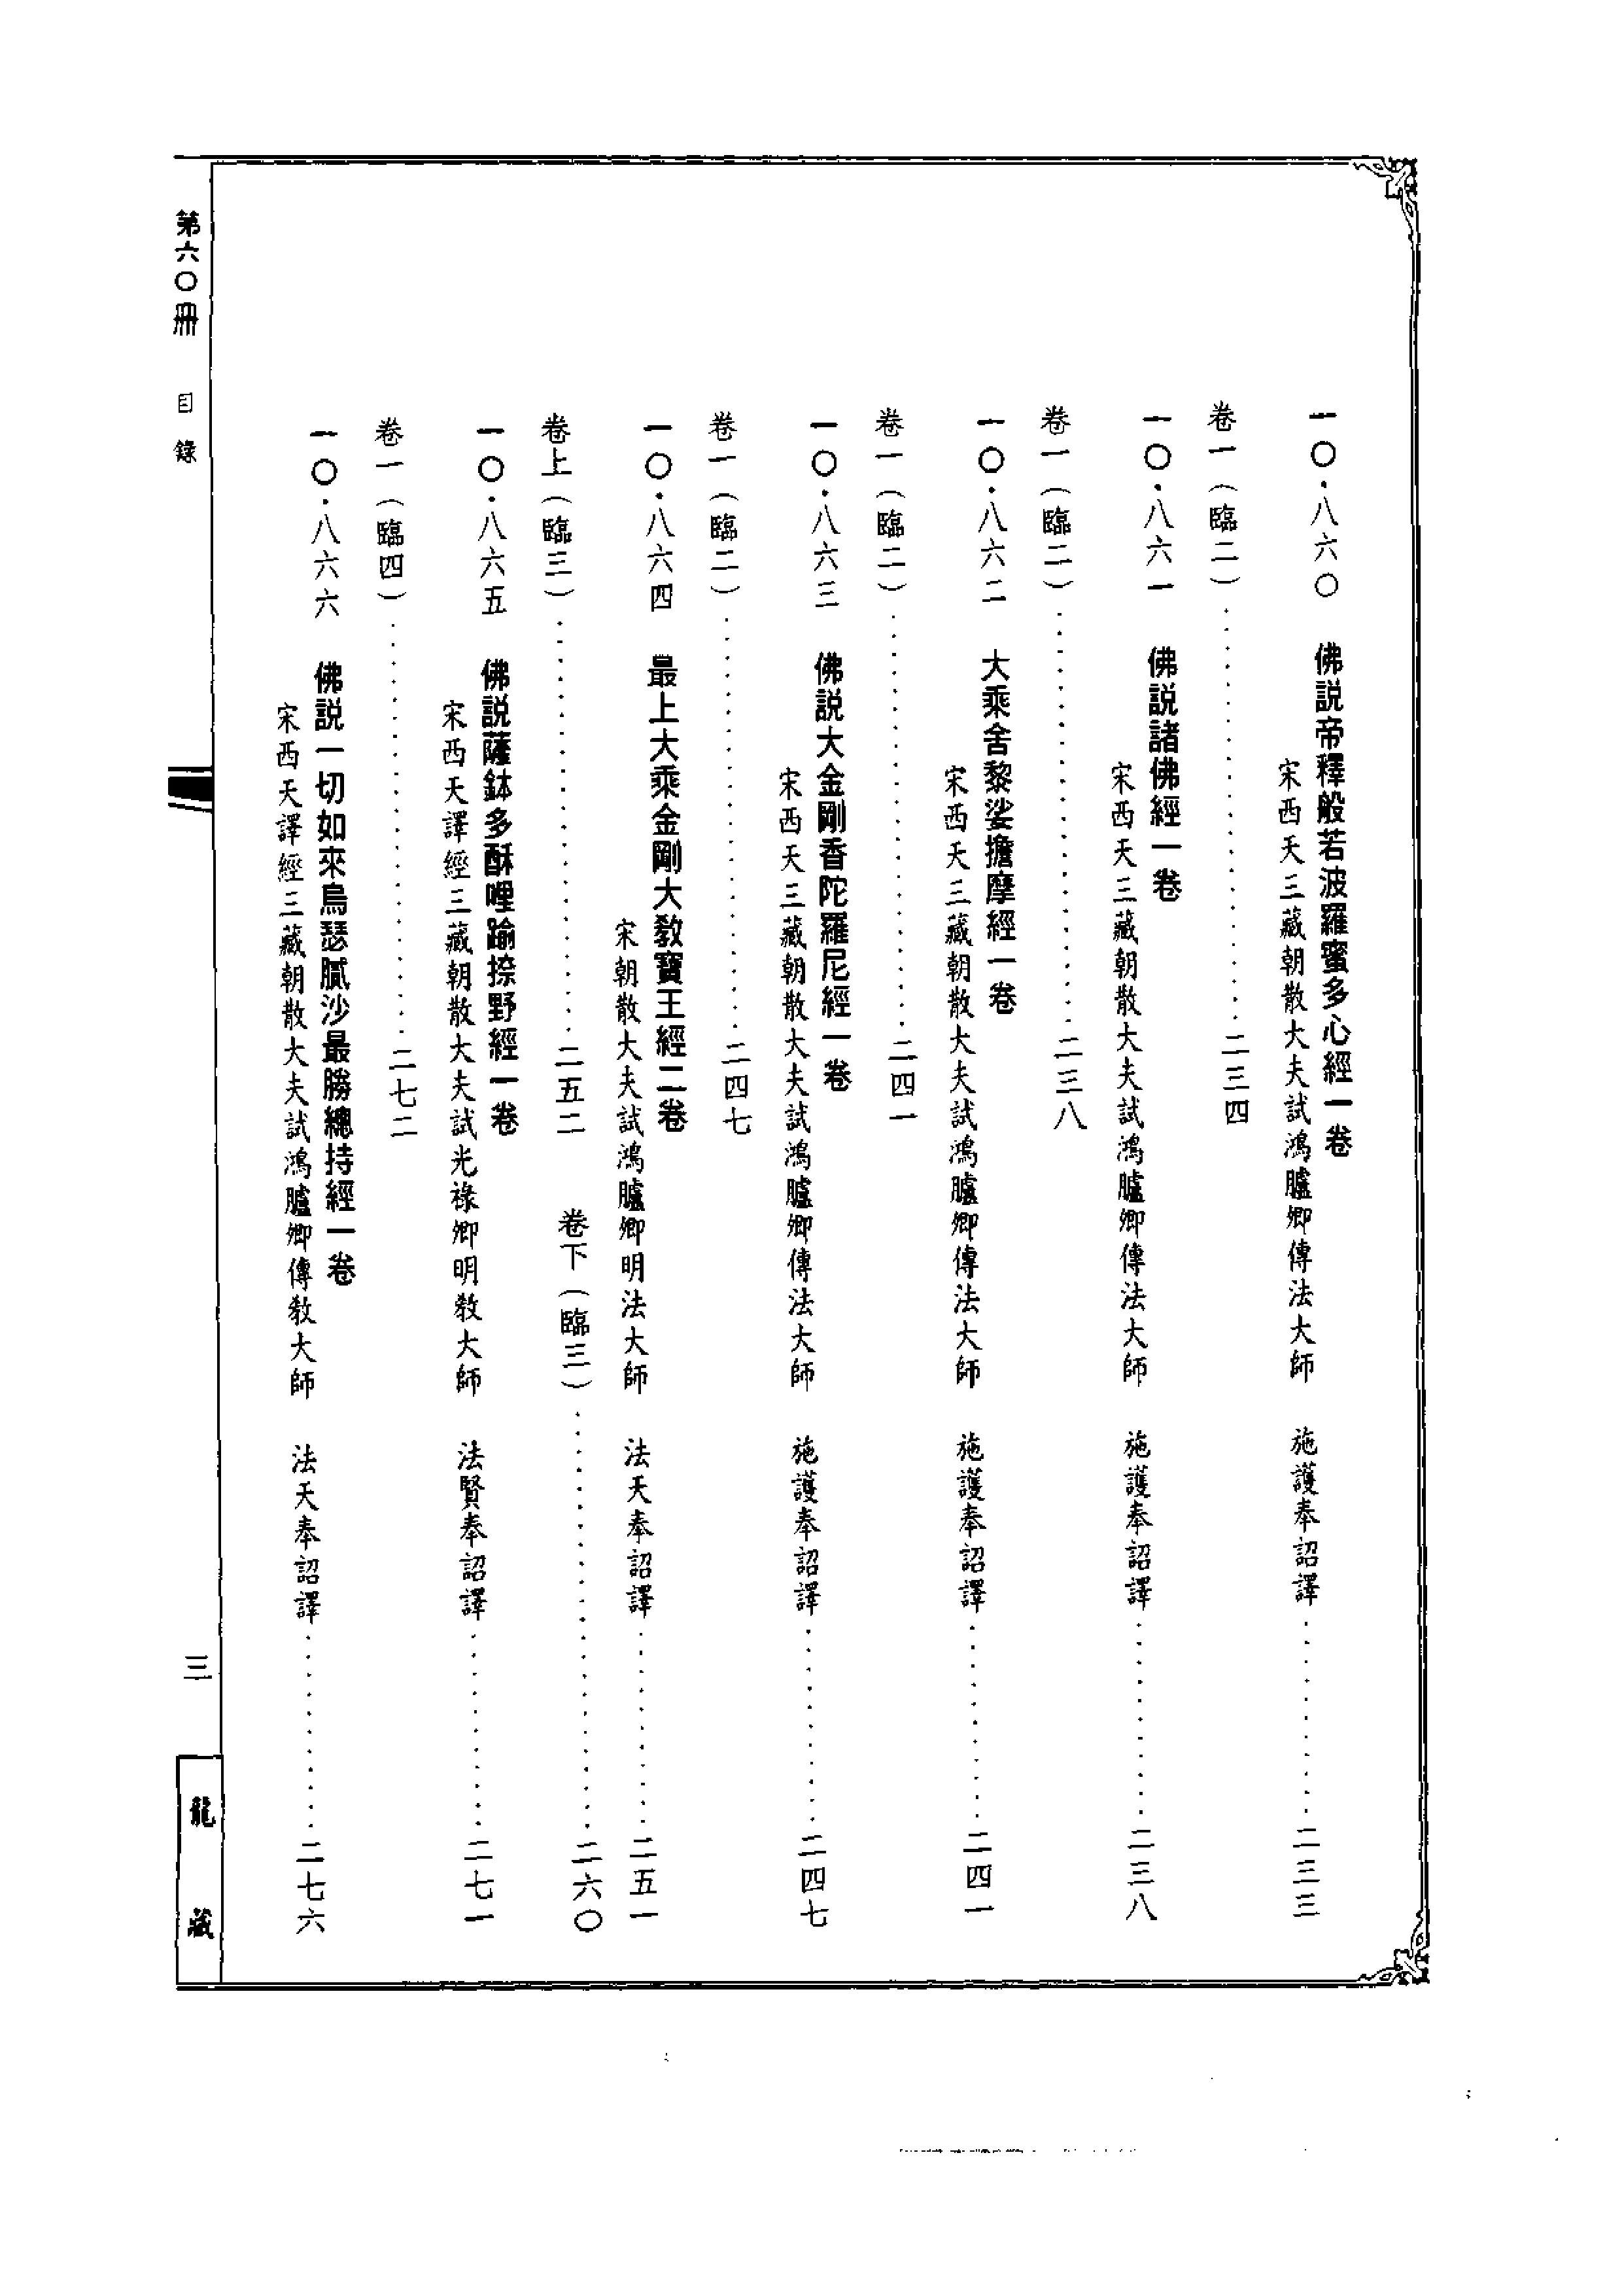 一〇·八六〇　佛説帝釋般若波羅蜜多心經一卷
宋西天三藏朝散大夫試鴻臚卿傳法大師　施護奉詔譯…………二三三
卷一（臨二）…………二三四
一〇·八六一　佛説諸佛經一卷
宋西天三藏朝散大夫試鴻臚卿傳法大師　施護奉詔譯…………二三八
卷一（臨二）…………二三八
一〇·八六二　大乘舍黎娑擔摩經一卷
宋西天三藏朝散大夫試鴻臚卿傳法大師　施護奉詔譯…………二四一
卷一（臨二）…………二四一
一〇·八六三　佛説大金剛香陀羅尼經一卷
宋西天三藏朝散大夫試鴻臚卿傳法大師　施護奉詔譯…………二四七
卷一（臨二）…………二四七
一〇·八六四　最上大乘金剛大教寶王經二卷
宋朝散大夫試鴻臚卿明法大師　法天奉詔譯…………二五一
卷上（臨三）…………二五二　卷下（臨三）…………二六〇
一〇·八六五　佛説薩鉢多酥哩踰捺野經一卷
宋西天譯經三藏朝散大夫試光祿卿明教大師　法賢奉詔譯…………二七一
卷一（臨四）…………二七二
一〇·八六六　佛説一切如來烏瑟膩沙最勝總持經一卷
宋西天譯經三藏朝散大夫試鴻臚卿傳教大師　法天奉詔譯…………二七六
第六〇冊　目錄
三
龍藏